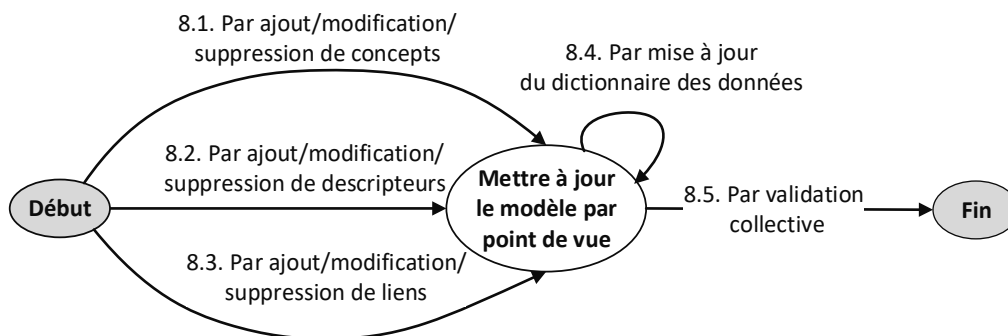 8.1. Par ajout/modification/
suppression de concepts
8.4. Par mise à jour
du dictionnaire des données
8.2. Par ajout/modification/
suppression de descripteurs
Début
Mettre à jour
le modèle par
point de vue
8.5. Par validation
collective
Fin
8.3. Par ajout/modification/
suppression de liens